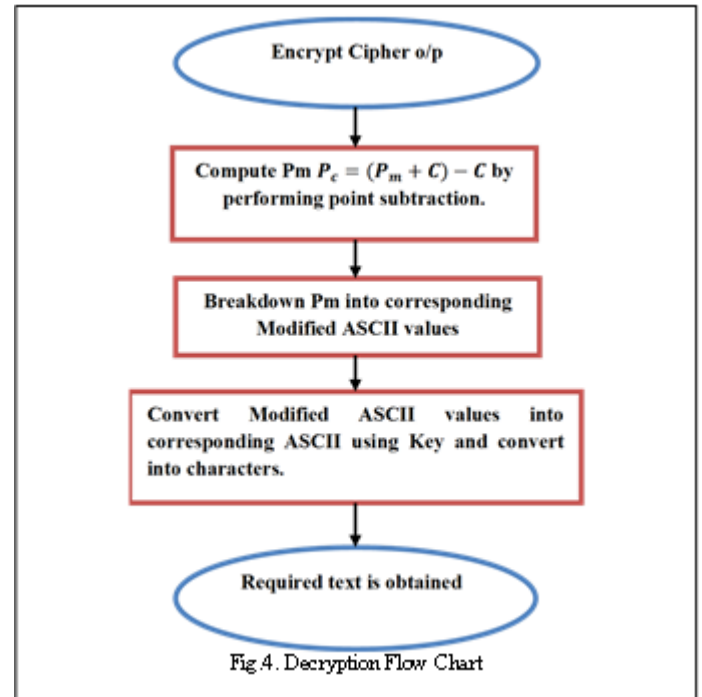 Encrypt Cipher o/p
Compute Pm P_c = (P_m + C) − C by
performing point subtraction.
Breakdown Pm into corresponding
Modified ASCII values
Convert Modified ASCII values into
corresponding ASCII using Key and convert
into characters.
Required text is obtained
Fig.4. Decryption Flow Chart